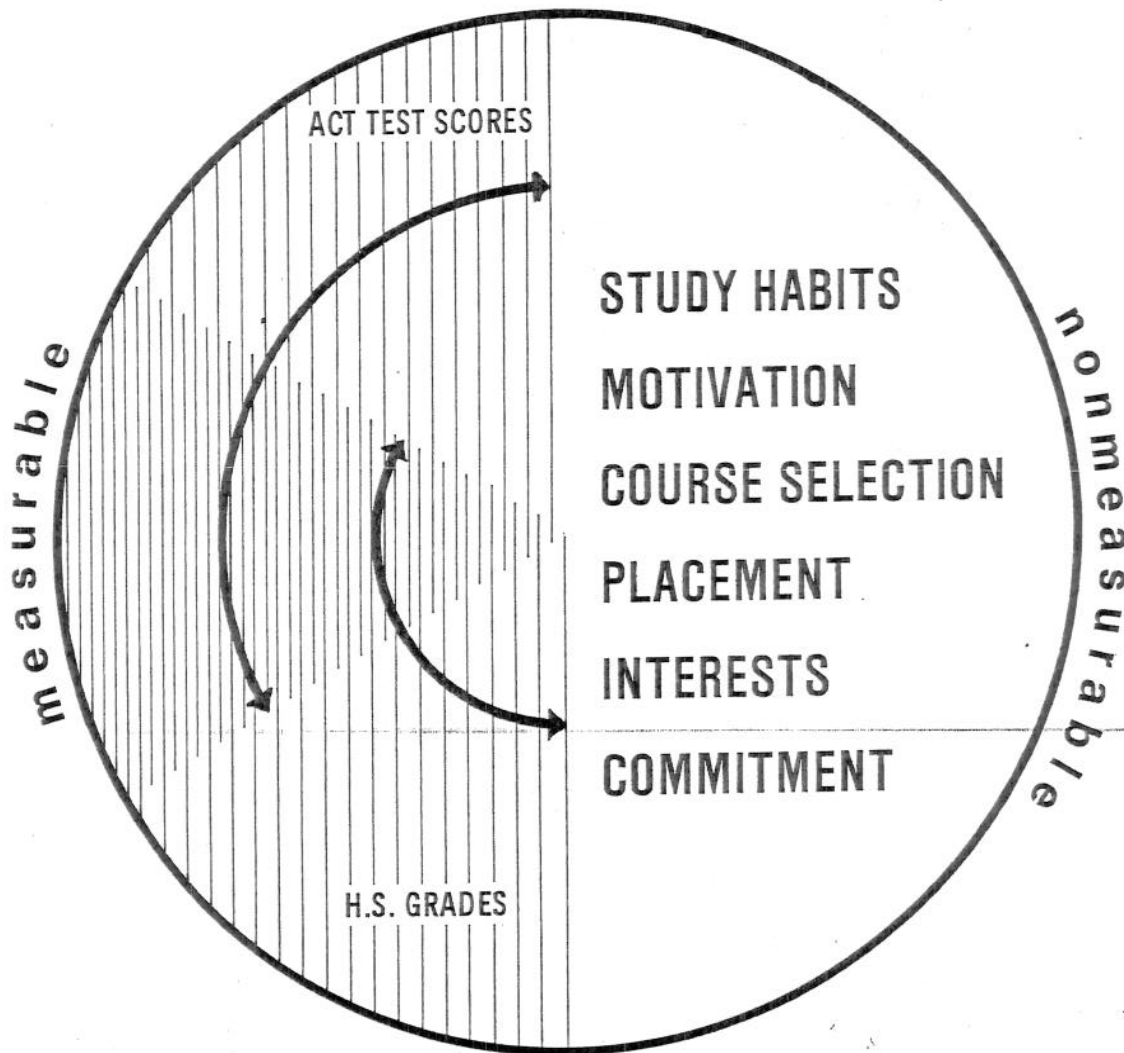 ACT TEST SCORES
measurable
H.S. GRADES
STUDY HABITS
MOTIVATION
COURSE SELECTION
PLACEMENT
INTERESTS
COMMITMENT
nonmeasurable